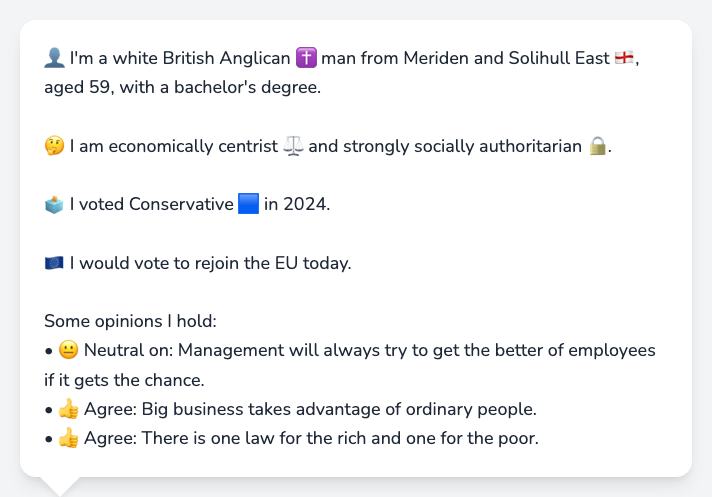 👤 I'm a white British Anglican ✝️ man from Meriden and Solihull East 🏴󠁧󠁢󠁥󠁮󠁧󠁿,
aged 59, with a bachelor's degree.
🤔 I am economically centrist ⚖️ and strongly socially authoritarian 🔒.
🗳️ I voted Conservative 🟦 in 2024.
🇪🇺 I would vote to rejoin the EU today.
Some opinions I hold:
• 😐 Neutral on: Management will always try to get the better of employees
if it gets the chance.
• 👍 Agree: Big business takes advantage of ordinary people.
• 👍 Agree: There is one law for the rich and one for the poor.